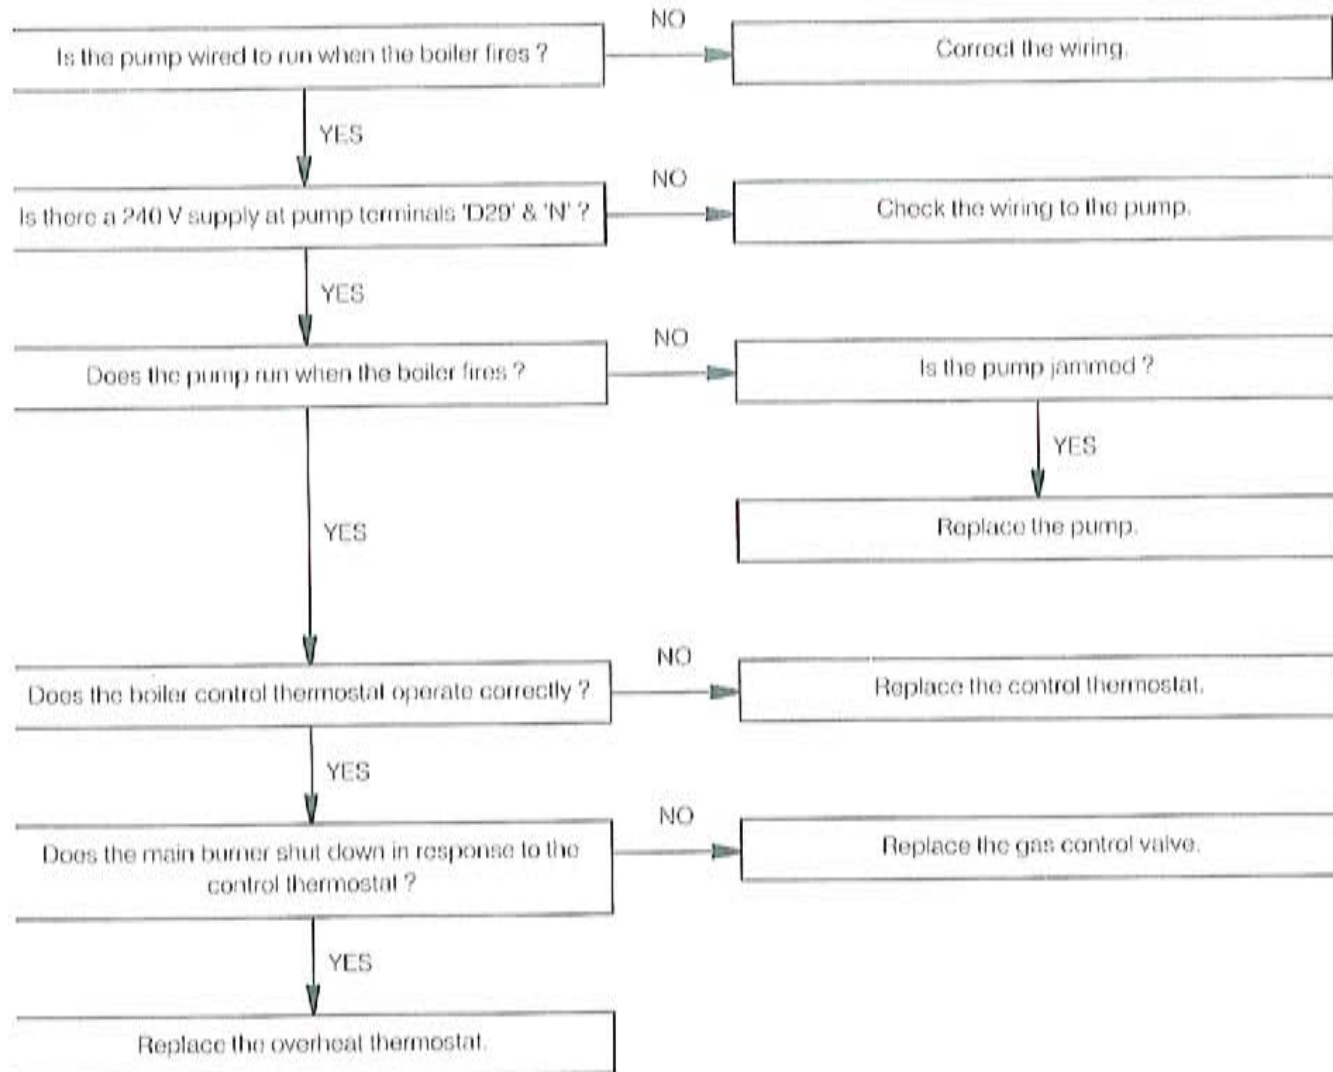 Is the pump wired to run when the boiler fires ?
NO
Correct the wiring.
YES
Is there a 240 V supply at pump terminals 'D29' & 'N' ?
NO
Check the wiring to the pump.
YES
Does the pump run when the boiler fires ?
NO
Is the pump jammed ?
YES
Replace the pump.
YES
Does the boiler control thermostat operate correctly ?
NO
Replace the control thermostat.
YES
Does the main burner shut down in response to the
control thermostat ?
NO
Replace the gas control valve.
YES
Replace the overheat thermostat.